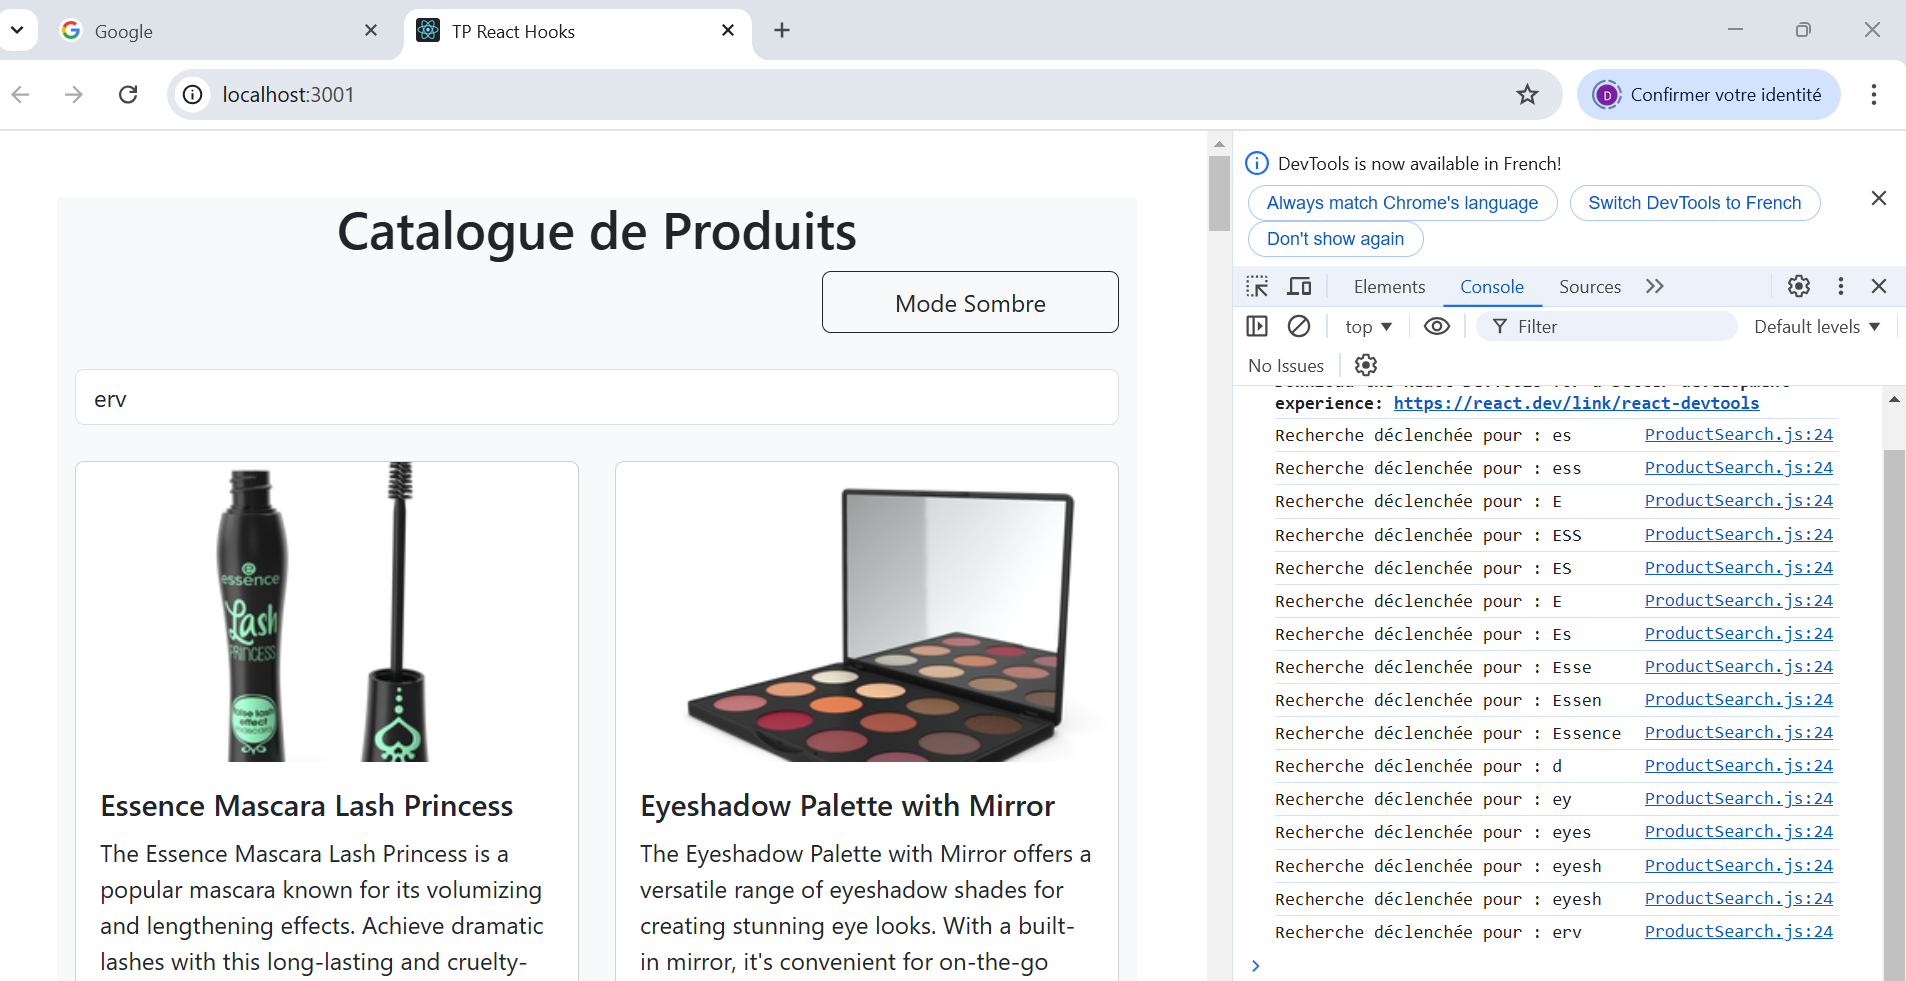 Google
TP React Hooks
localhost:3001
D
Confirmer votre identité
Catalogue de Produits
Mode Sombre
erv
essence
Lash
PRINCESS
false lash
effect
mascara
Essence Mascara Lash Princess
The Essence Mascara Lash Princess is a
popular mascara known for its volumizing
and lengthening effects. Achieve dramatic
lashes with this long-lasting and cruelty-
Eyeshadow Palette with Mirror
The Eyeshadow Palette with Mirror offers a
versatile range of eyeshadow shades for
creating stunning eye looks. With a built-
in mirror, it's convenient for on-the-go
DevTools is now available in French!
Always match Chrome's language
Switch DevTools to French
Don't show again
Elements
Console
Sources
top
Filter
Default levels
No Issues
Download the React DevTools for a better development
experience: https://react.dev/link/react-devtools
Recherche déclenchée pour : es ProductSearch.js:24
Recherche déclenchée pour : ess ProductSearch.js:24
Recherche déclenchée pour : E ProductSearch.js:24
Recherche déclenchée pour : ESS ProductSearch.js:24
Recherche déclenchée pour : ES ProductSearch.js:24
Recherche déclenchée pour : E ProductSearch.js:24
Recherche déclenchée pour : Es ProductSearch.js:24
Recherche déclenchée pour : Esse ProductSearch.js:24
Recherche déclenchée pour : Essen ProductSearch.js:24
Recherche déclenchée pour : Essence ProductSearch.js:24
Recherche déclenchée pour : d ProductSearch.js:24
Recherche déclenchée pour : ey ProductSearch.js:24
Recherche déclenchée pour : eyes ProductSearch.js:24
Recherche déclenchée pour : eyesh ProductSearch.js:24
Recherche déclenchée pour : eyesh ProductSearch.js:24
Recherche déclenchée pour : erv ProductSearch.js:24